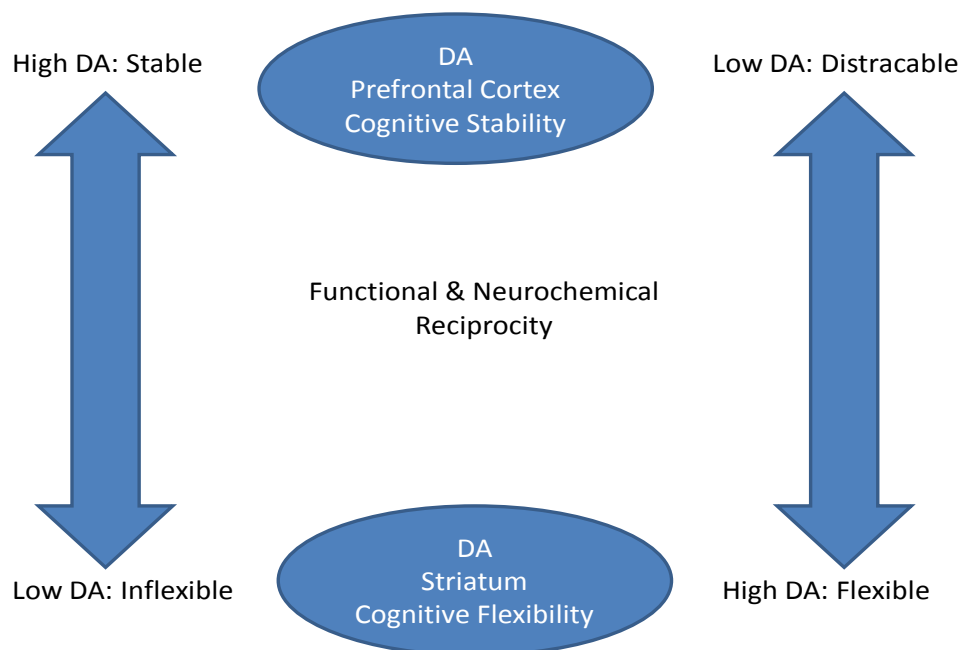 High DA: Stable
DA
Prefrontal Cortex
Cognitive Stability
Low DA: Distracable
Functional & Neurochemical
Reciprocity
Low DA: Inflexible
DA
Striatum
Cognitive Flexibility
High DA: Flexible